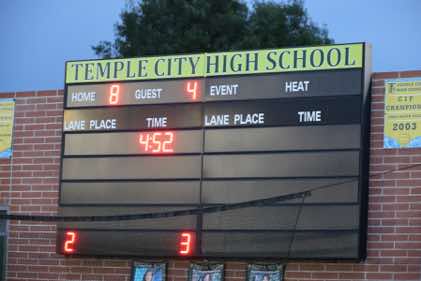 TEMPLE CITY HIGH SCHOOL
HOME 8 GUEST 4 EVENT HEAT
LANE PLACE TIME LANE PLACE TIME
4:52
2 3
CIF
CHAMPIONS
2003